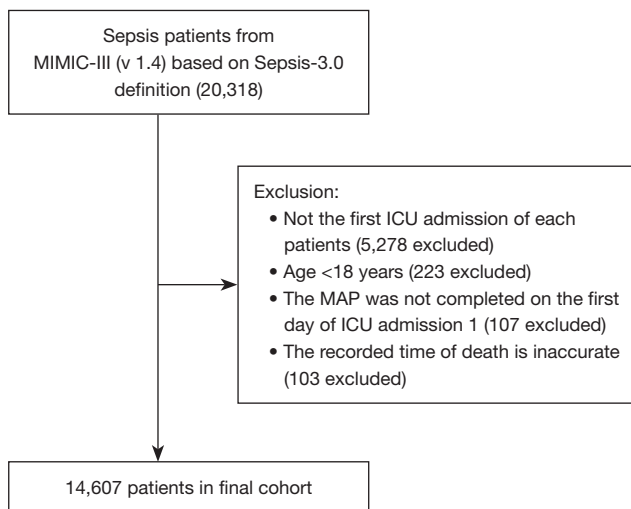 Sepsis patients from
MIMIC-III (v 1.4) based on Sepsis-3.0
definition (20,318)
Exclusion:
• Not the first ICU admission of each
patients (5,278 excluded)
• Age <18 years (223 excluded)
• The MAP was not completed on the first
day of ICU admission 1 (107 excluded)
• The recorded time of death is inaccurate
(103 excluded)
14,607 patients in final cohort